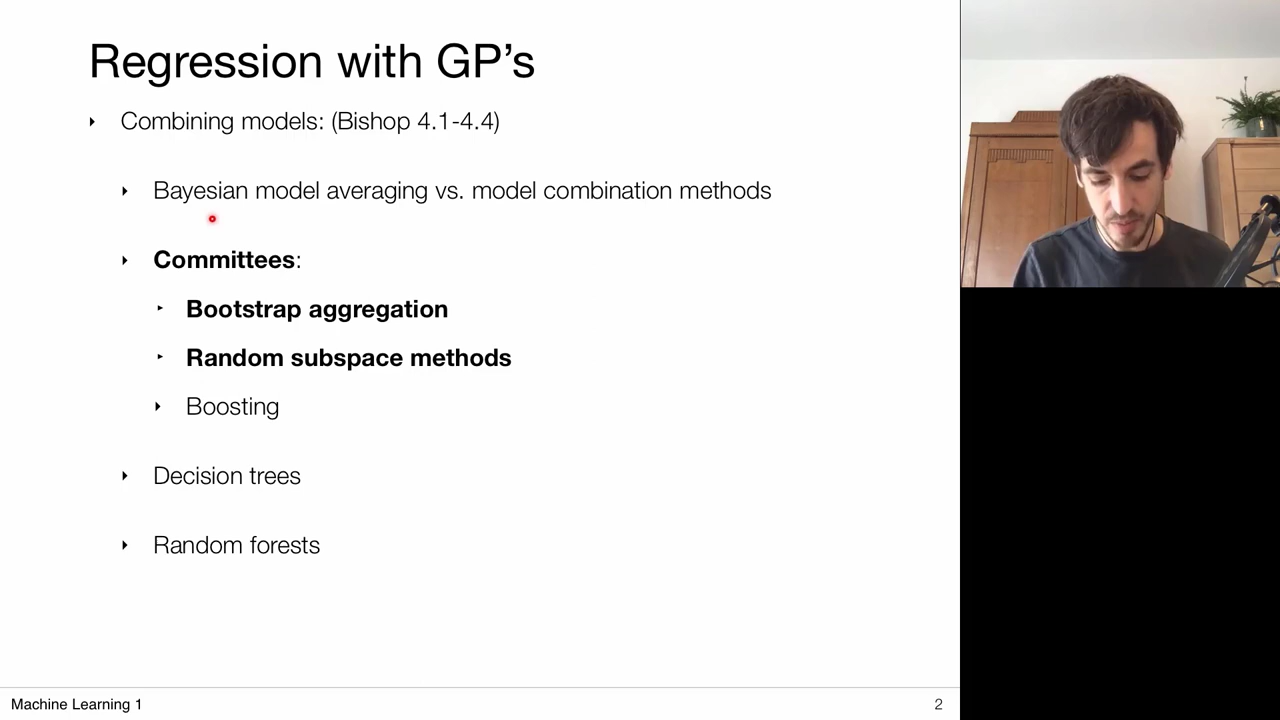 Regression with GP's
Combining models: (Bishop 4.1-4.4)
Bayesian model averaging vs. model combination methods
Committees:
Bootstrap aggregation
Random subspace methods
Boosting
Decision trees
Random forests
Machine Learning 1
2